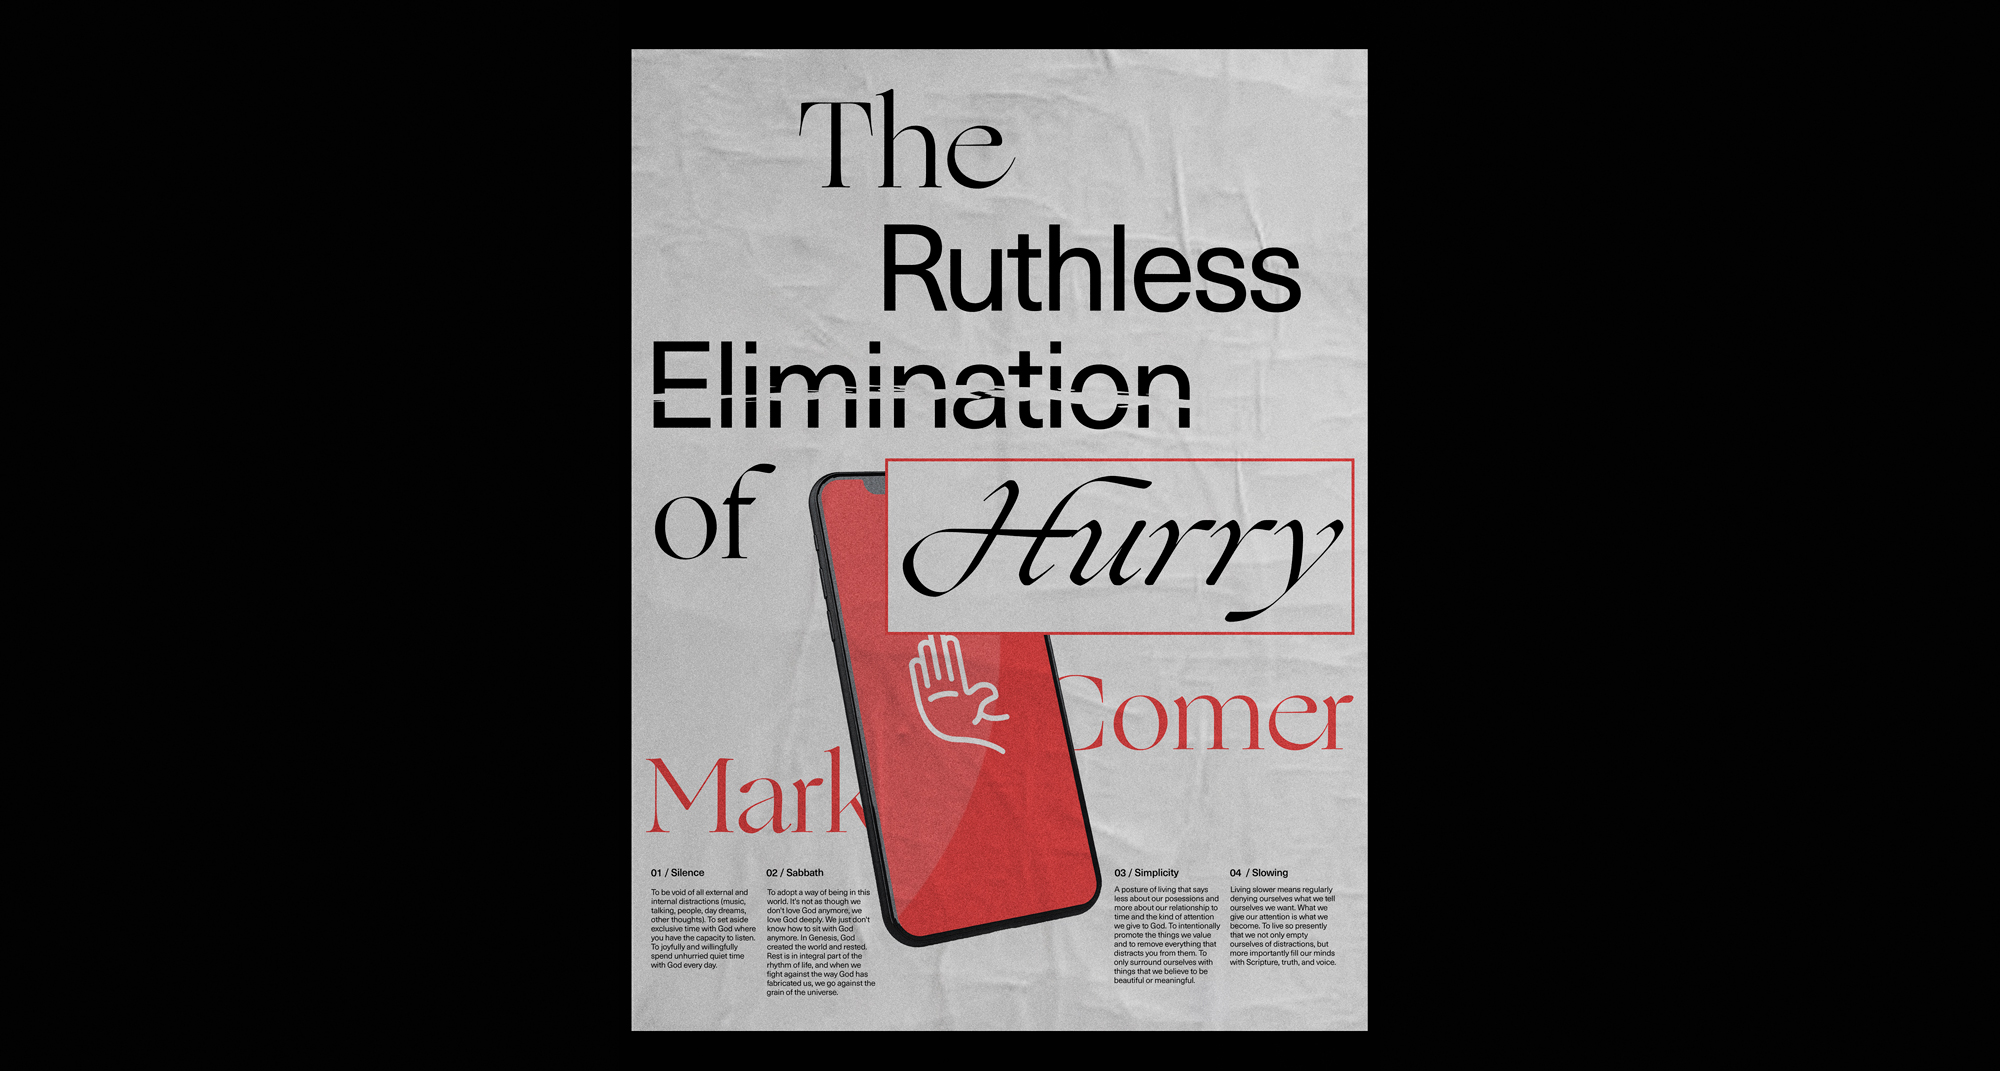 The
Ruthless
Elimination
of
Hurry
Comer
Mark
01 / Silence
To be void of all external and
internal distractions (music,
talking, people, day dreams,
other thoughts). To set aside
exclusive time with God where
you have the capacity to listen.
To joyfully and willingfully
spend unhurried quiet time
with God every day.
02 / Sabbath
To adopt a way of being in this
world. It's not as though we
don't love God anymore, we
love God deeply. We just don't
know how to sit with God
anymore. In Genesis, God
created the world and rested.
Rest is in integral part of the
rhythm of life, and when we
fight against the way God has
fabricated us, we go against the
grain of the universe.
03 / Simplicity
A posture of living that says
less about our posessions and
more about our relationship to
time and the kind of attention
we give to God. To intentionally
promote the things we value
and to remove everything that
distracts you from them. To
only surround ourselves with
things that we believe to be
beautiful or meaningful.
04 / Slowing
Living slower means regularly
denying ourselves what we tell
ourselves we want. What we
give our attention is what we
become. To live so presently
that we not only empty
ourselves of distractions, but
more importantly fill our minds
with Scripture, truth, and voice.